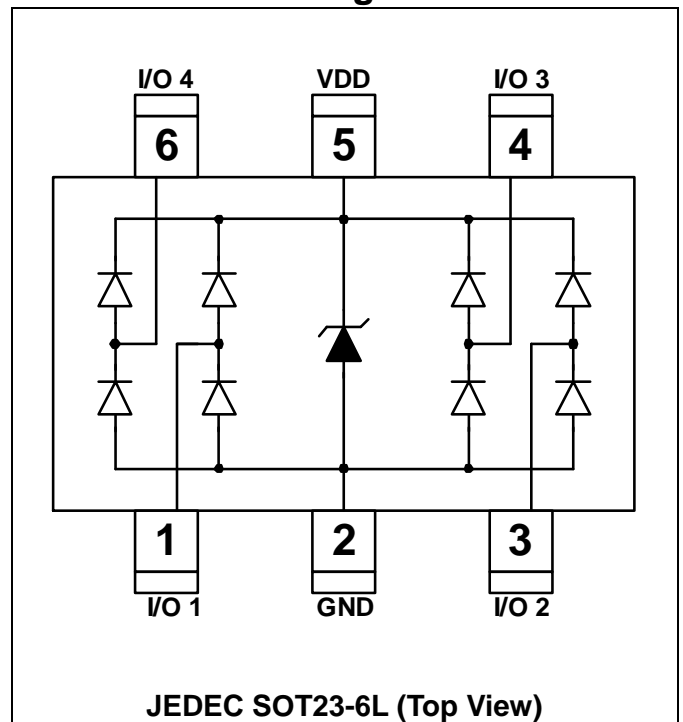 I/O 4 VDD I/O 3
6 5 4
1 2 3
I/O 1 GND I/O 2
JEDEC SOT23-6L (Top View)